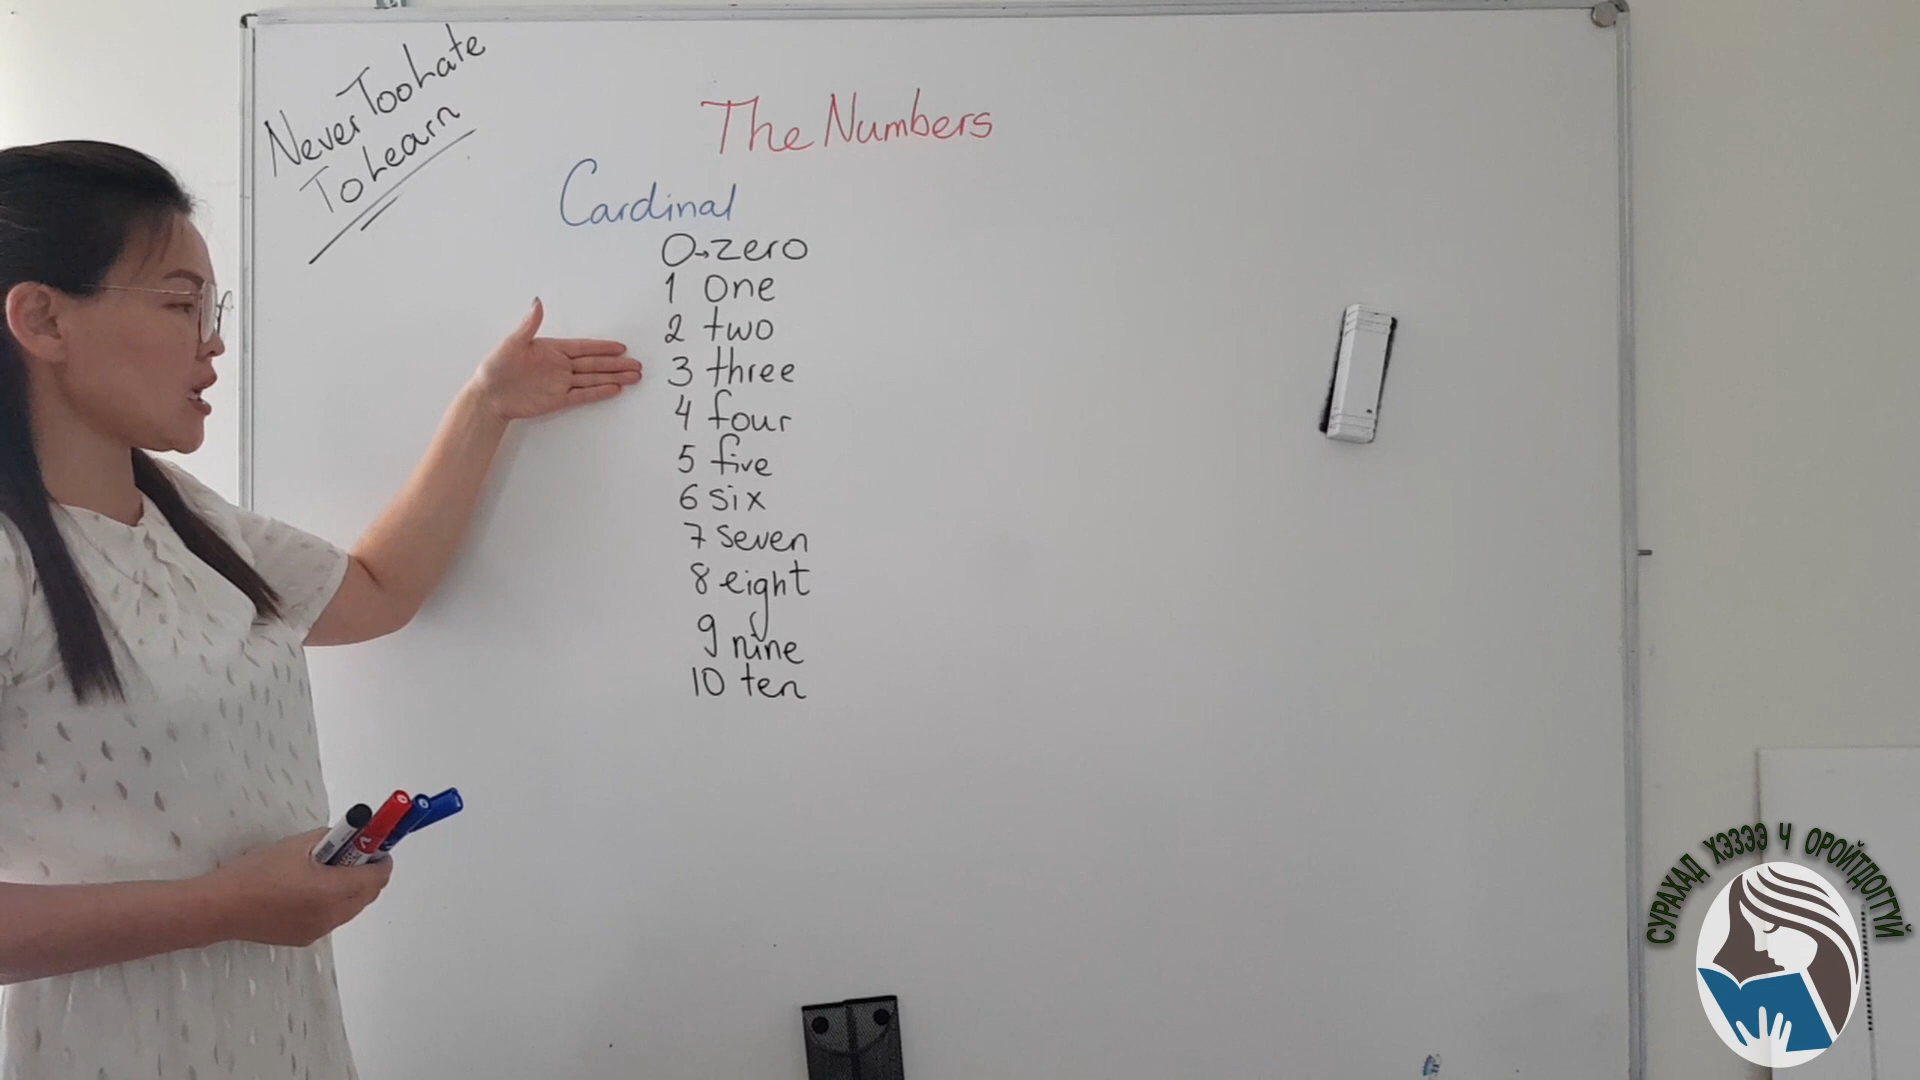 Never Too Late
To Learn
The Numbers
Cardinal
0→zero
1 one
2 two
3 three
4 four
5 five
6 six
7 seven
8 eight
9 nine
10 ten
СУРАХАД ХЭЗЭЭ Ч ОРОЙТДОГГҮЙ